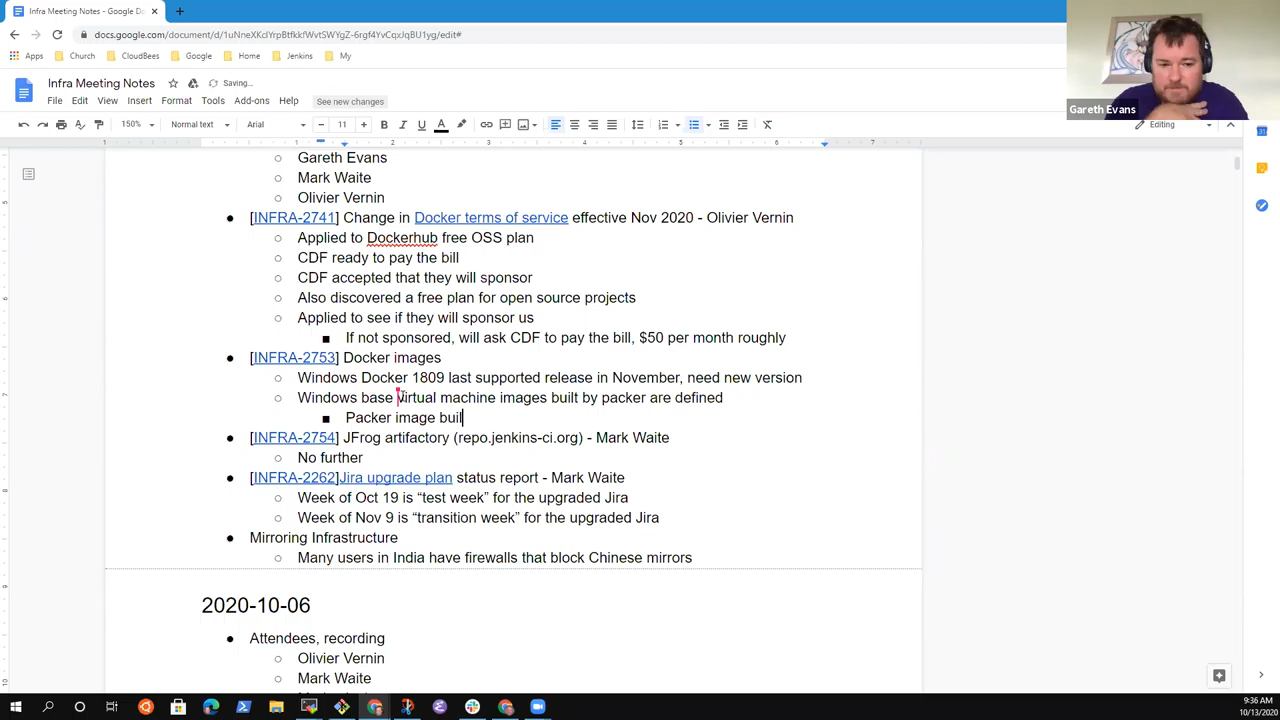 Infra Meeting Notes - Google Do
docs.google.com/document/d/1uNneXKcIYrpBtfkkfWvtSWYgZ-6rgf4YvCqxJqBU1yg/edit#
Apps Church CloudBees Google Home Jenkins My
Infra Meeting Notes Saving...
File Edit View Insert Format Tools Add-ons Help See new changes
150% Normal text Arial 11 Editing
Gareth Evans
1 1 2 3 4 5 6 7
Gareth Evans
Mark Waite
Olivier Vernin
[INFRA-2741] Change in Docker terms of service effective Nov 2020 - Olivier Vernin
Applied to Dockerhub free OSS plan
CDF ready to pay the bill
CDF accepted that they will sponsor
Also discovered a free plan for open source projects
Applied to see if they will sponsor us
If not sponsored, will ask CDF to pay the bill, $50 per month roughly
[INFRA-2753] Docker images
Windows Docker 1809 last supported release in November, need new version
Windows base virtual machine images built by packer are defined
Packer image buil
[INFRA-2754] JFrog artifactory (repo.jenkins-ci.org) - Mark Waite
No further
[INFRA-2262]Jira upgrade plan status report - Mark Waite
Week of Oct 19 is “test week” for the upgraded Jira
Week of Nov 9 is “transition week” for the upgraded Jira
Mirroring Infrastructure
Many users in India have firewalls that block Chinese mirrors
2020-10-06
Attendees, recording
Olivier Vernin
Mark Waite
9:36 AM
10/13/2020